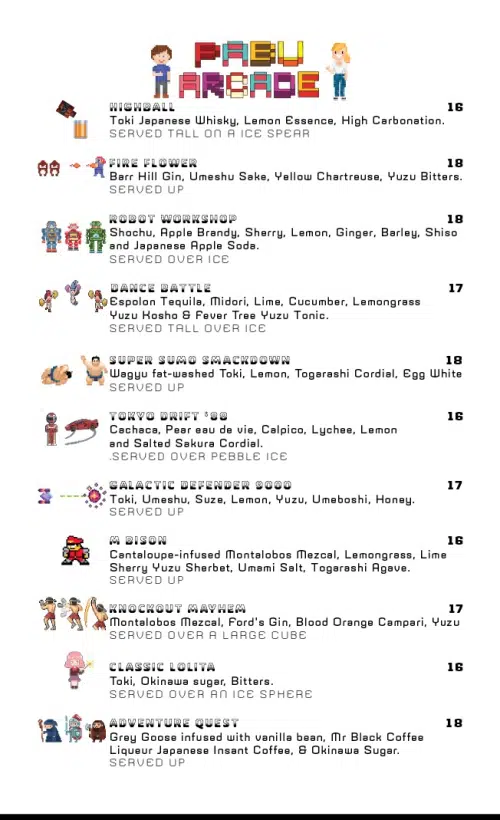 PABU
ARCADE
HIGHBALL 16
Toki Japanese Whisky, Lemon Essence, High Carbonation.
SERVED TALL ON A ICE SPEAR
FIRE FLOWER 18
Barr Hill Gin, Umeshu Sake, Yellow Chartreuse, Yuzu Bitters.
SERVED UP
ROBOT WORKSHOP 18
Shochu, Apple Brandy, Sherry, Lemon, Ginger, Barley, Shiso
and Japanese Apple Soda.
SERVED OVER ICE
DANCE BATTLE 17
Espolon Tequila, Midori, Lime, Cucumber, Lemongrass
Yuzu Kosho & Fever Tree Yuzu Tonic.
SERVED TALL OVER ICE
SUPER SUMO SMACKDOWN 18
Wagyu fat-washed Toki, Lemon, Togarashi Cordial, Egg White
SERVED UP
TOKYO DRIFT '88 16
Cachaca, Pear eau de vie, Calpico, Lychee, Lemon
and Salted Sakura Cordial.
.SERVED OVER PEBBLE ICE
GALACTIC DEFENDER 9000 17
Toki, Umeshu, Suze, Lemon, Yuzu, Umeboshi, Honey.
SERVED UP
M BISON 16
Cantaloupe-infused Montalobos Mezcal, Lemongrass, Lime
Sherry Yuzu Sherbet, Umami Salt, Togarashi Agave.
SERVED UP
KNOCKOUT MAYHEM 17
Montalobos Mezcal, Ford's Gin, Blood Orange Campari, Yuzu
SERVED OVER A LARGE CUBE
CLASSIC LOLITA 16
Toki, Okinawa sugar, Bitters.
SERVED OVER AN ICE SPHERE
ADVENTURE QUEST 18
Grey Goose infused with vanilla bean, Mr Black Coffee
Liqueur Japanese Insant Coffee, & Okinawa Sugar.
SERVED UP